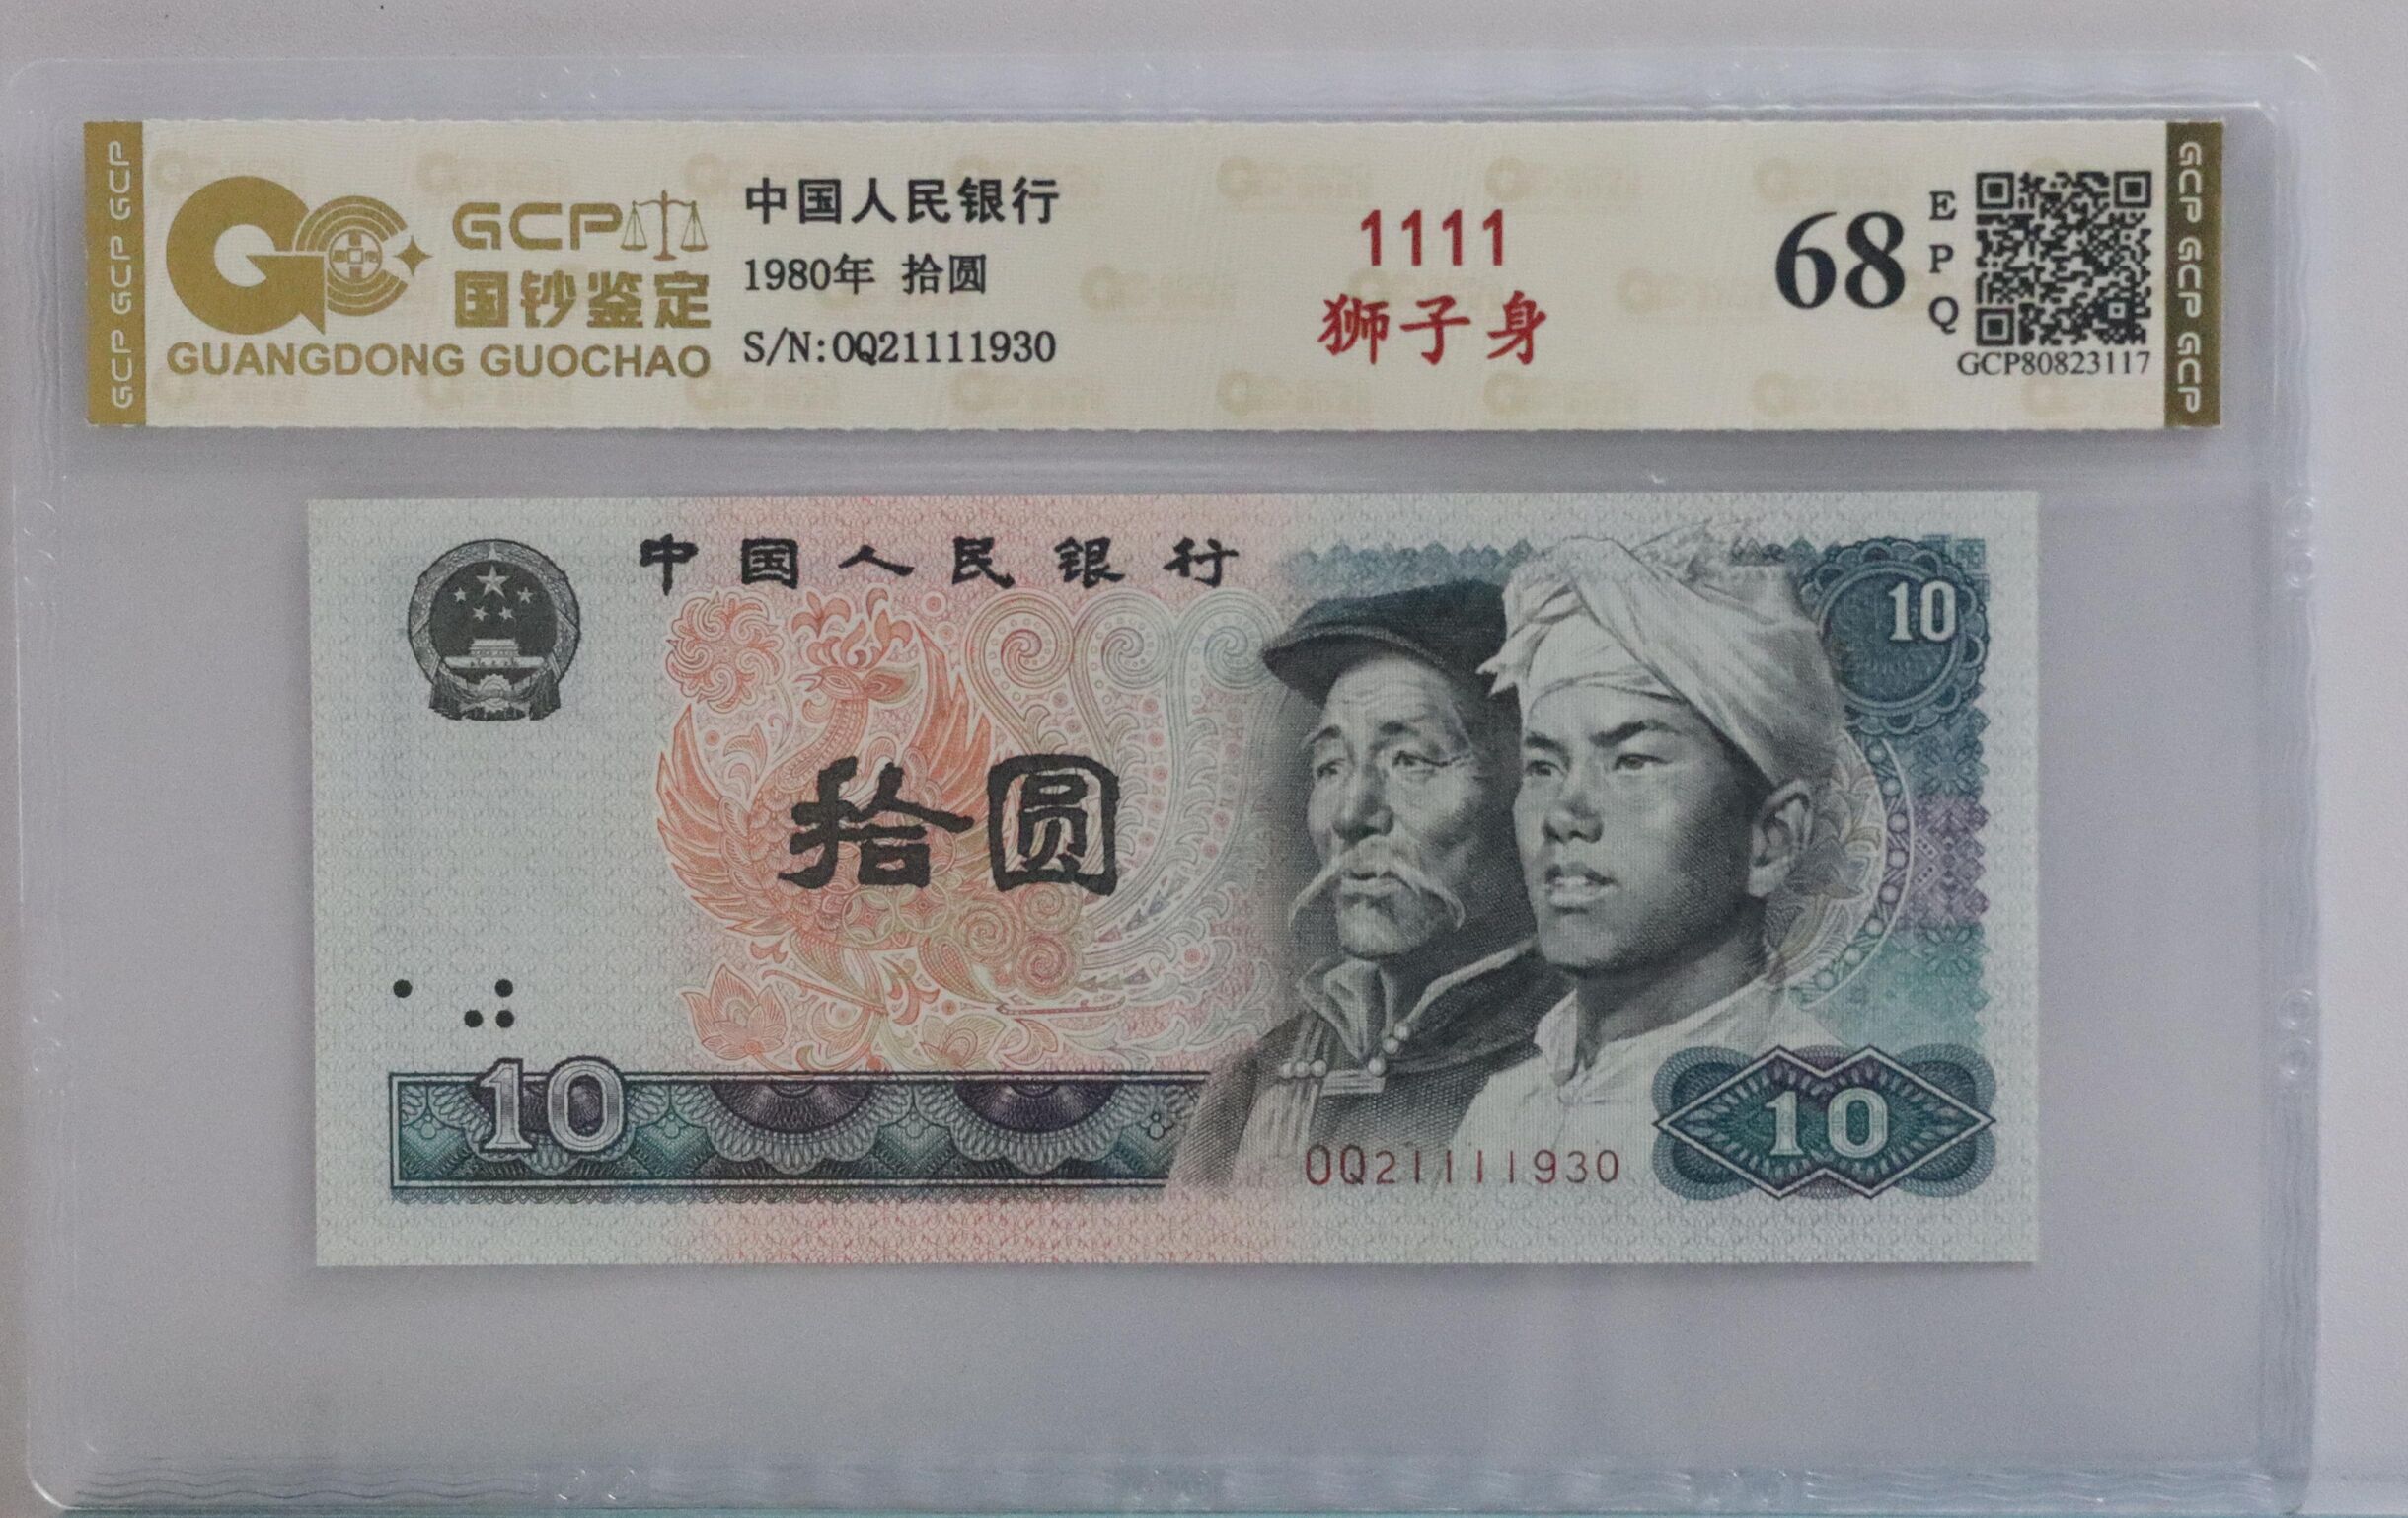 GCP GCP GCP
GCP
国钞鉴定
GUANGDONG GUOCHAO
中国人民银行
1980年 拾圆
S/N:OQ21111930
1111
狮子身
68
E
P
Q
GCP80823117
GCP GCP GCP
中国人民银行
10
拾圆
10
OQ21111930
10